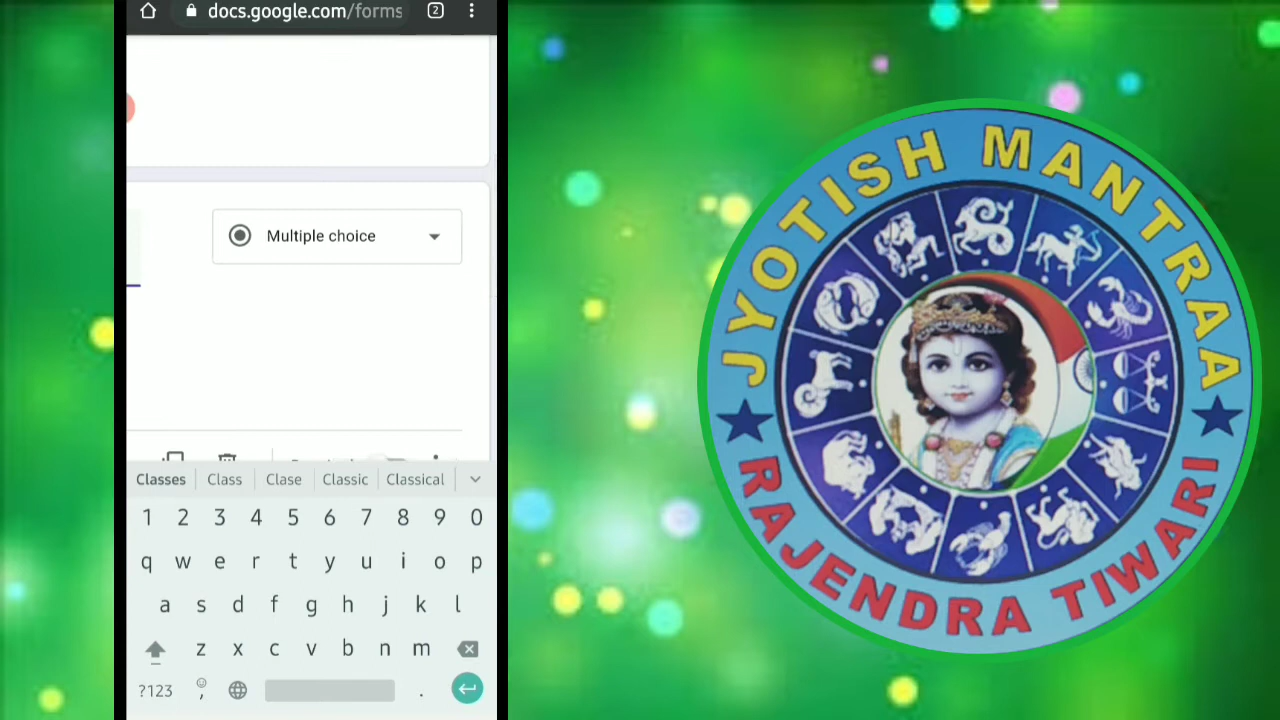 docs.google.com/forms
2
Multiple choice
Classes Class Clase Classic Classical
1 2 3 4 5 6 7 8 9 0
q w e r t y u i o p
a s d f g h j k l
z x c v b n m
?123 , .
JYOTISH MANTRAA
RAJENDRA TIWARI